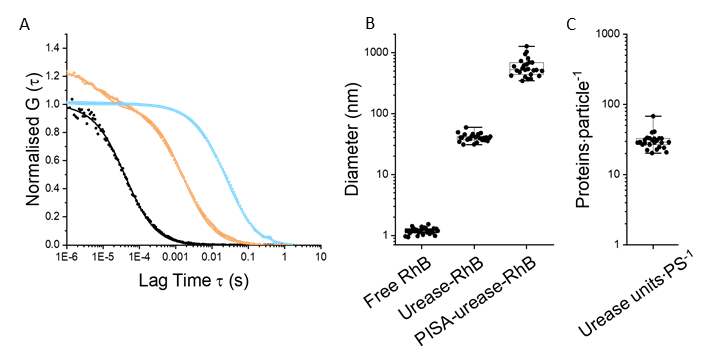 A
B
C
1.4
1.2
1.0
0.8
0.6
0.4
0.2
0.0
Normalised G (τ)
1E-6
1E-5
1E-4
0.001
0.01
0.1
1
10
Lag Time τ (s)
1000
100
10
1
Diameter (nm)
Free RhB
Urease-RhB
PISA-urease-RhB
1000
100
10
1
Proteins·particle⁻¹
Urease units·PS⁻¹